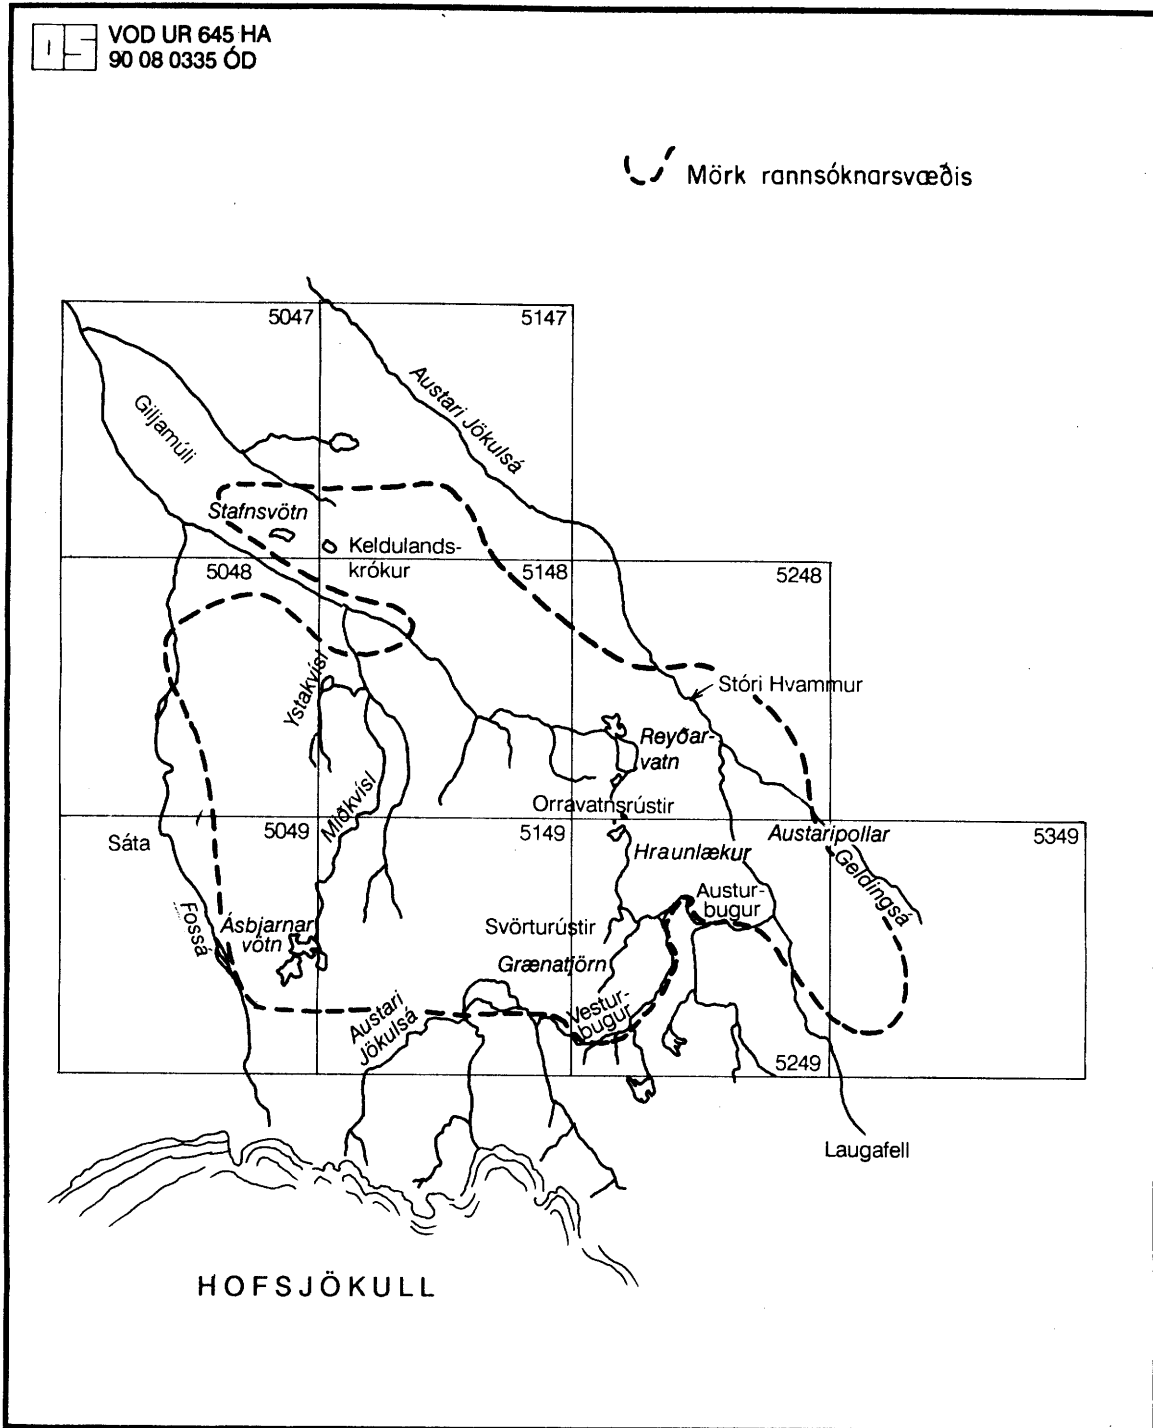 OS
VOD UR 645 HA
90 08 0335 ÓD
Mörk rannsóknarsvæðis
5047
5147
Austari Jökulsá
Giljamúli
Stafnsvötn
Keldulands-
krókur
5048
5148
5248
Ystakvísl
Stóri Hvammur
Reyðar-
vatn
Miðkvísl
Orravatnsrústir
Sáta
5049
5149
Austaripollar
5349
Hraunlækur
Geldingsá
Austur-
bugur
Fossá
Ásbjarnar
vötn
Svörturústir
Grænatjörn
Austari
Jökulsá
Vestur-
bugur
5249
Laugafell
HOFSJÖKULL